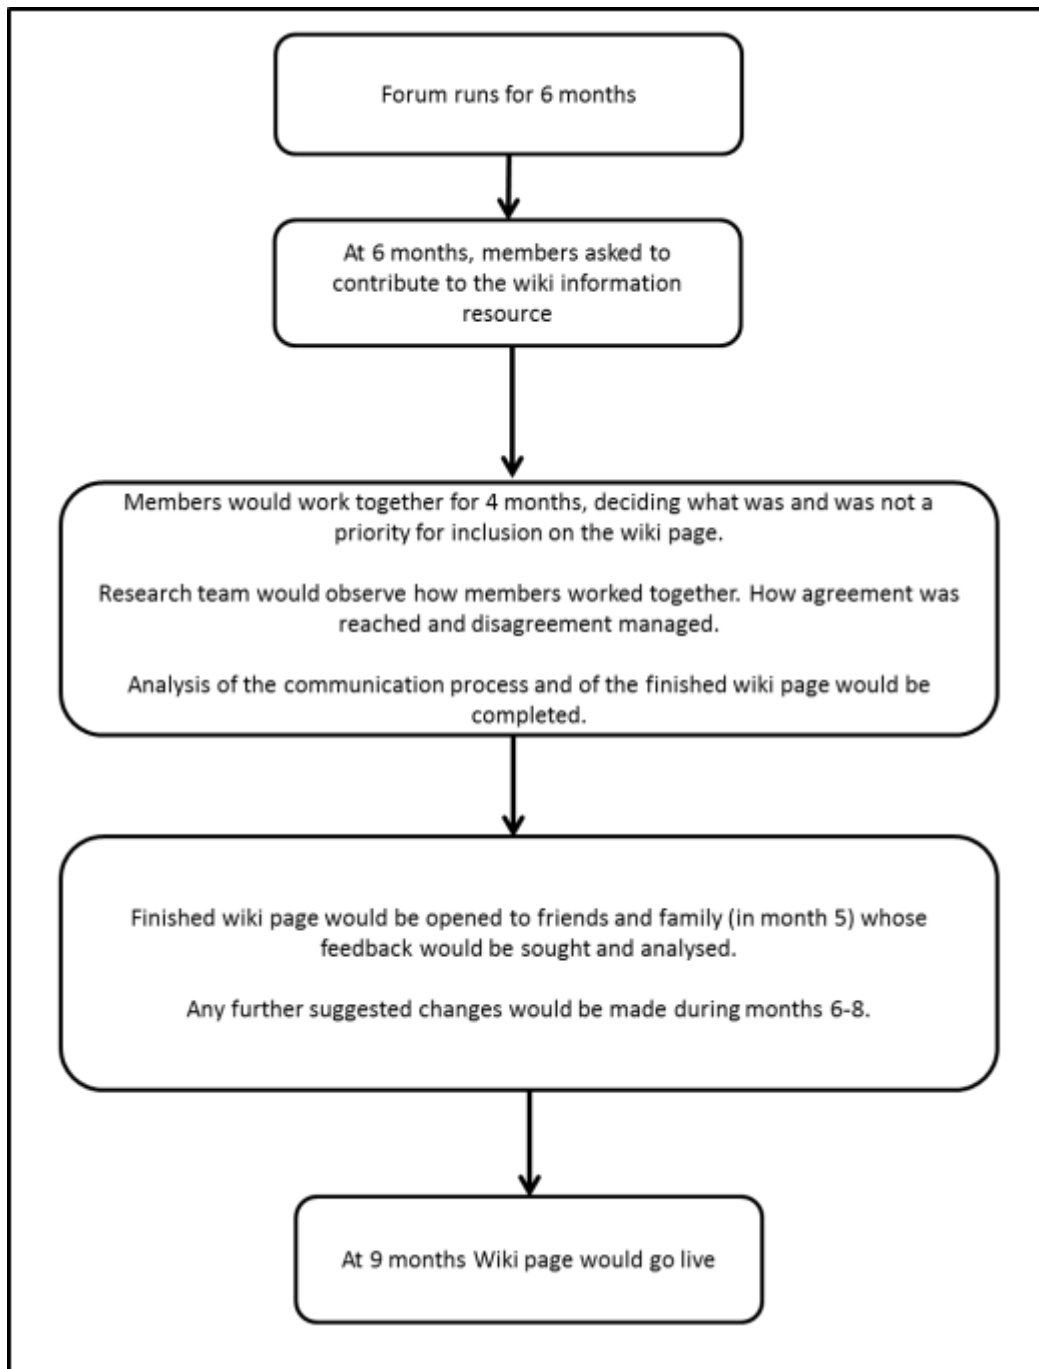 Forum runs for 6 months
At 6 months, members asked to
contribute to the wiki information
resource
Members would work together for 4 months, deciding what was and was not a
priority for inclusion on the wiki page.
Research team would observe how members worked together. How agreement was
reached and disagreement managed.
Analysis of the communication process and of the finished wiki page would be
completed.
Finished wiki page would be opened to friends and family (in month 5) whose
feedback would be sought and analysed.
Any further suggested changes would be made during months 6-8.
At 9 months Wiki page would go live